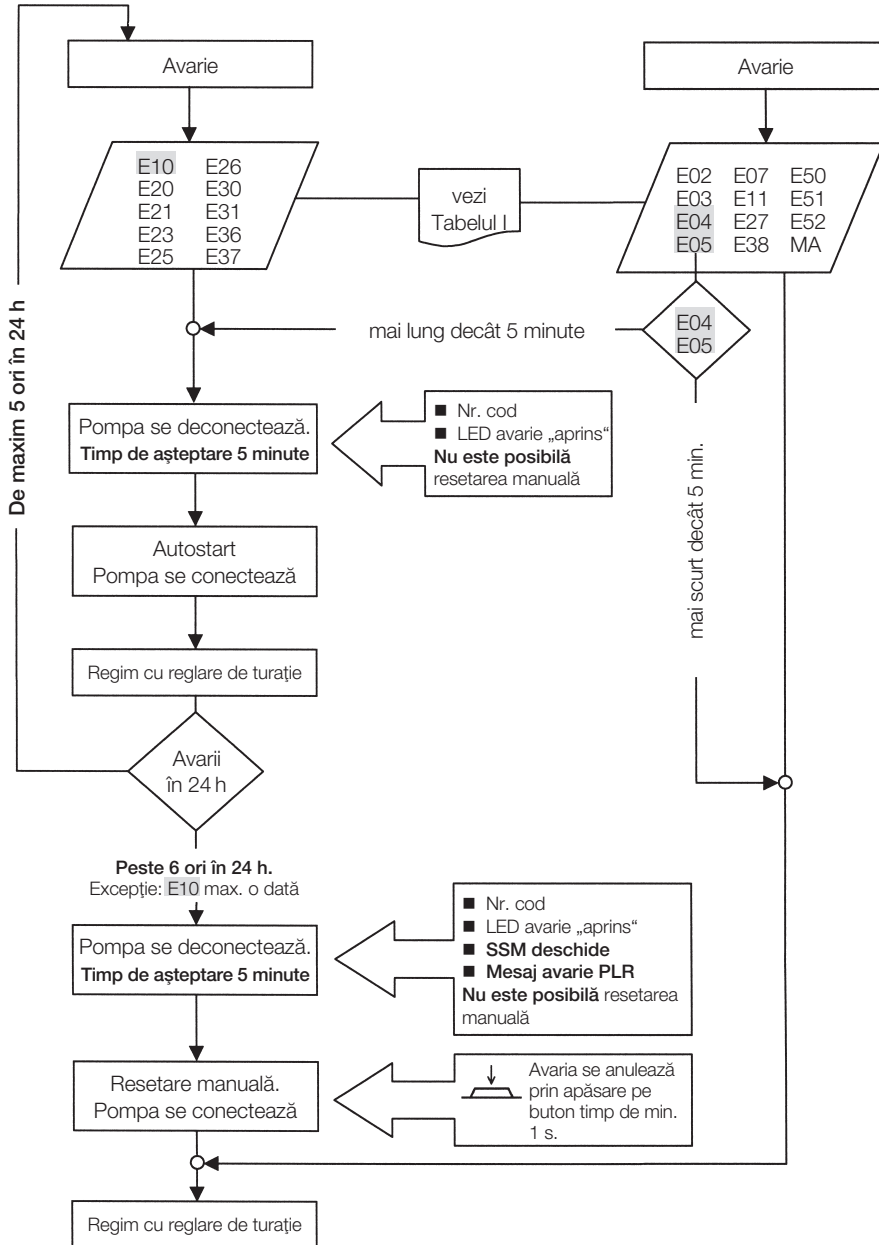 Avarie
Avarie
E10 E26
E20 E30
E21 E31
E23 E36
E25 E37
vezi
Tabelul I
E02 E07 E50
E03 E11 E51
E04 E27 E52
E05 E38 MA
De maxim 5 ori în 24 h
mai lung decât 5 minute
E04
E05
Pompa se deconectează.
Timp de aşteptare 5 minute
■ Nr. cod
■ LED avarie „aprins“
Nu este posibilă
resetarea manuală
mai scurt decât 5 min.
Autostart
Pompa se conectează
Regim cu reglare de turaţie
Avarii
în 24 h
Peste 6 ori în 24 h.
Excepţie: E10 max. o dată
Pompa se deconectează.
Timp de aşteptare 5 minute
■ Nr. cod
■ LED avarie „aprins“
■ SSM deschide
■ Mesaj avarie PLR
Nu este posibilă resetarea
manuală
Resetare manuală.
Pompa se conectează
Avaria se anulează
prin apăsare pe
buton timp de min.
1 s.
Regim cu reglare de turaţie